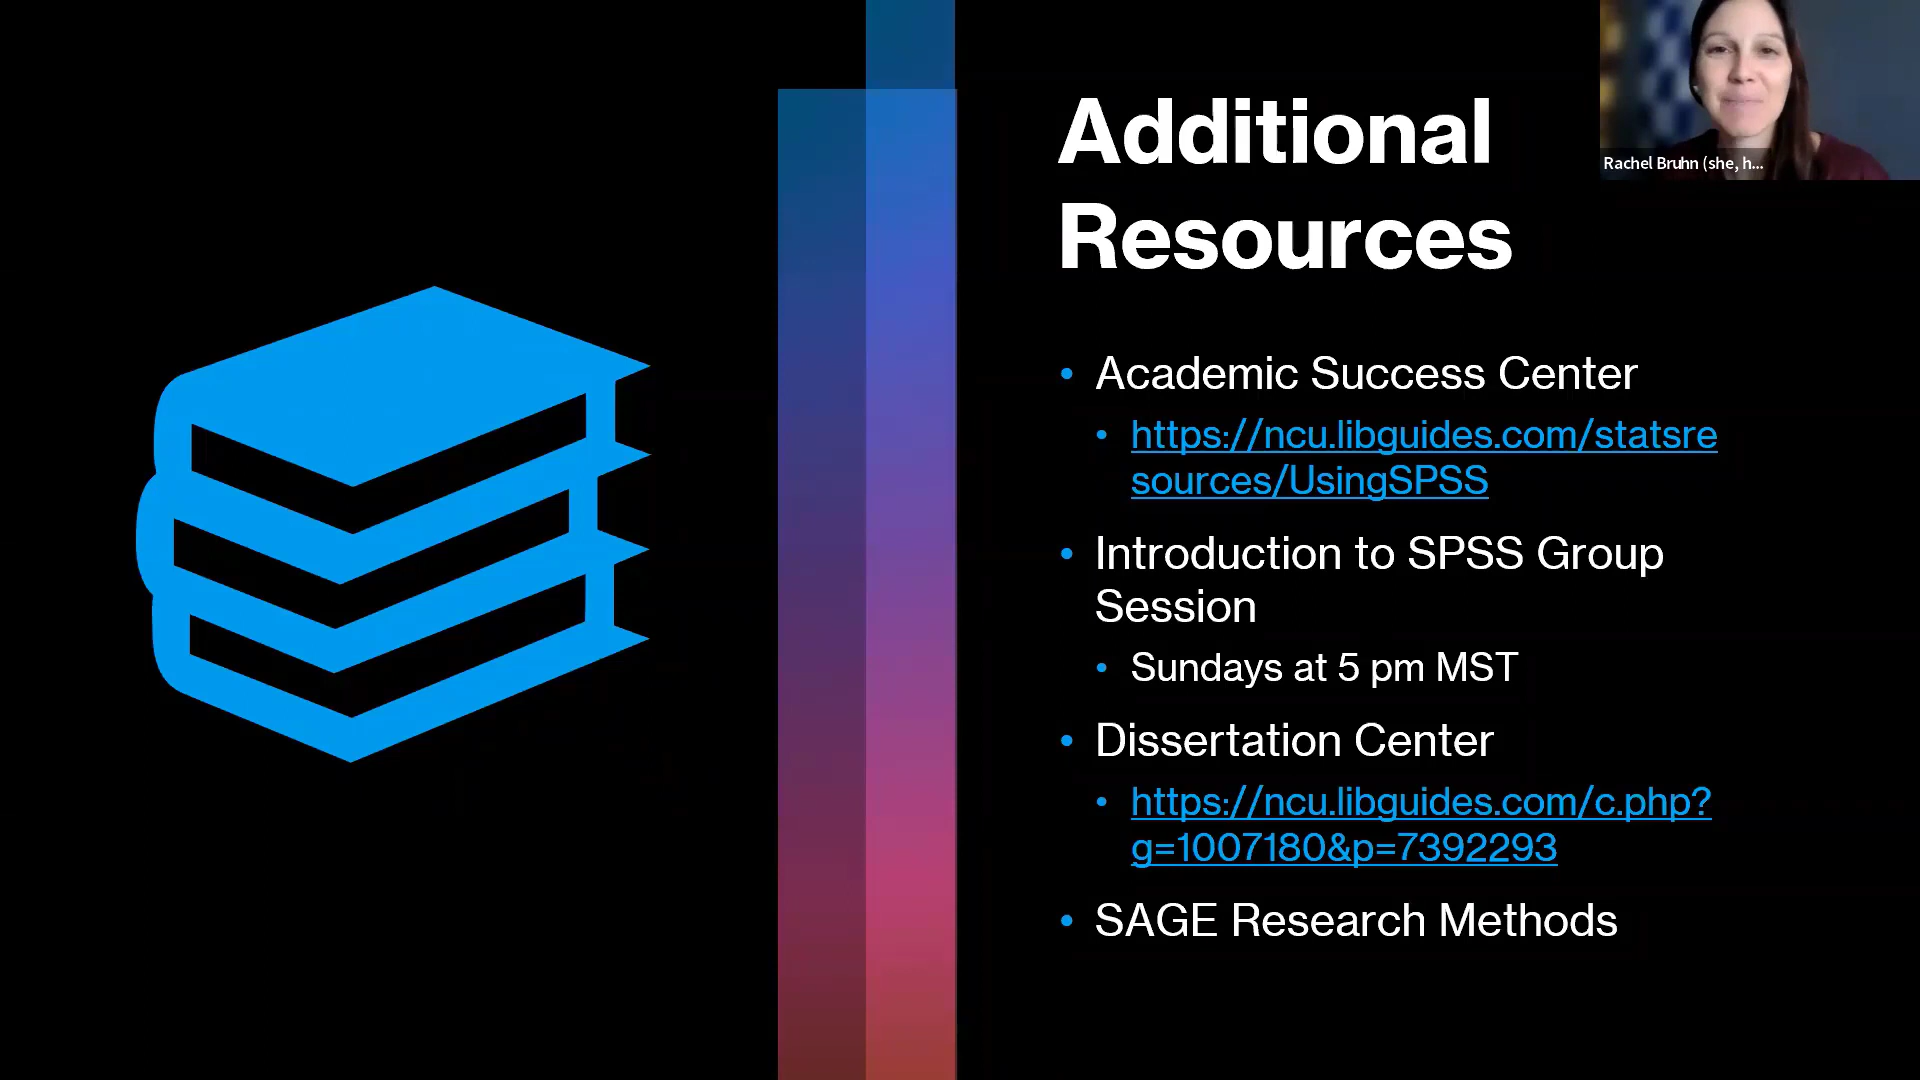 Additional
Resources
Rachel Bruhn (she, h...
Academic Success Center
https://ncu.libguides.com/statsre
sources/UsingSPSS
Introduction to SPSS Group
Session
Sundays at 5 pm MST
Dissertation Center
https://ncu.libguides.com/c.php?
g=1007180&p=7392293
SAGE Research Methods